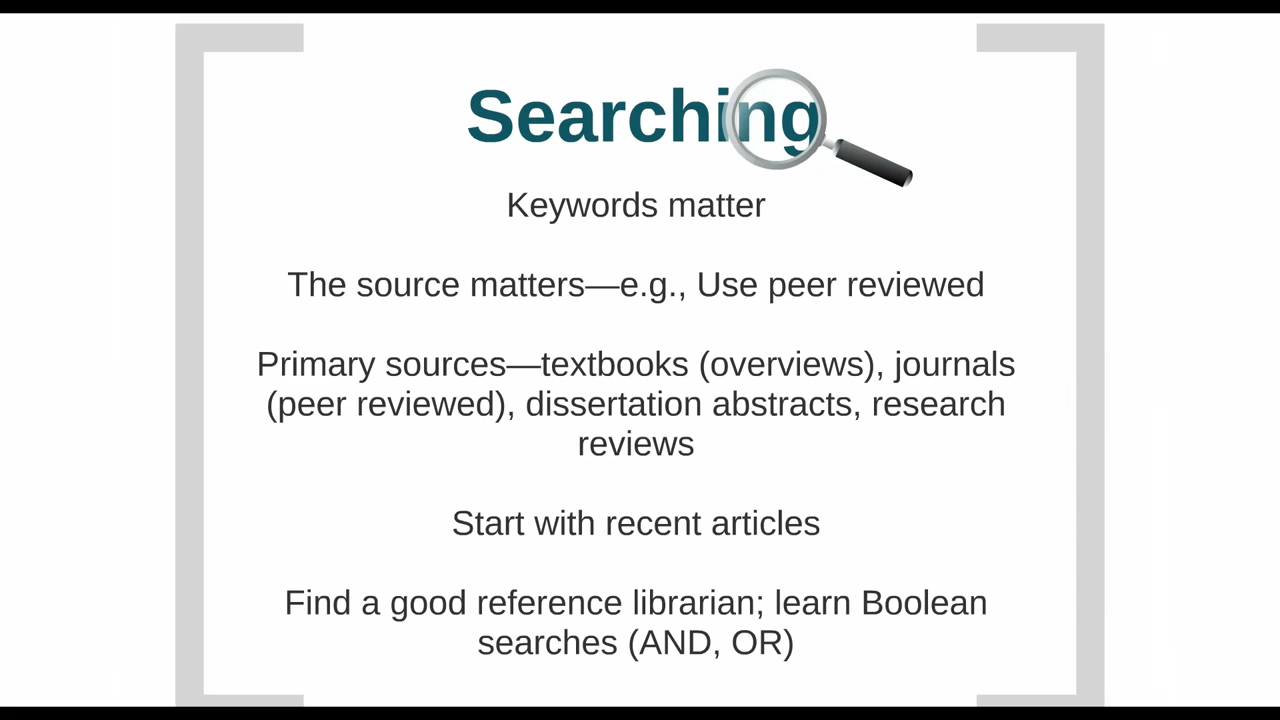 Searching
Keywords matter
The source matters—e.g., Use peer reviewed
Primary sources—textbooks (overviews), journals
(peer reviewed), dissertation abstracts, research
reviews
Start with recent articles
Find a good reference librarian; learn Boolean
searches (AND, OR)